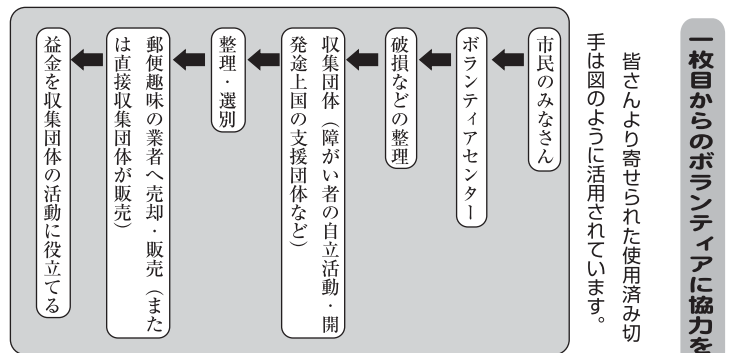 一枚目からのボランティアに協力を
皆さんより寄せられた使用済み切
手は図のように活用されています。
市民のみなさん
ボランティアセンター
破損などの整理
収集団体（障がい者の自立活動・開
発途上国の支援団体など）
整理・選別
郵便趣味の業者へ売却・販売（また
は直接収集団体が販売）
益金を収集団体の活動に役立てる